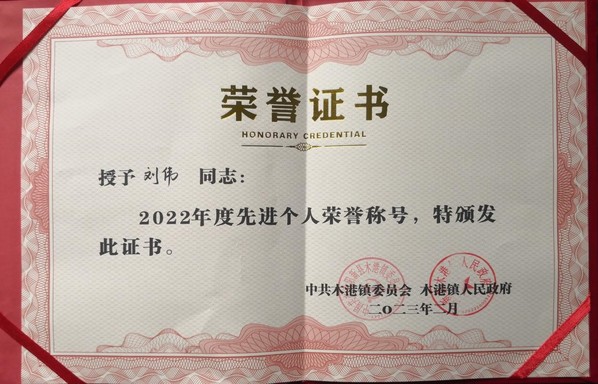 荣誉证书
HONORARY CREDENTIAL
授予 刘伟 同志：
2022年度先进个人荣誉称号，特颁发
此证书。
中共木港镇委员会 木港镇人民政府
二〇二三年二月